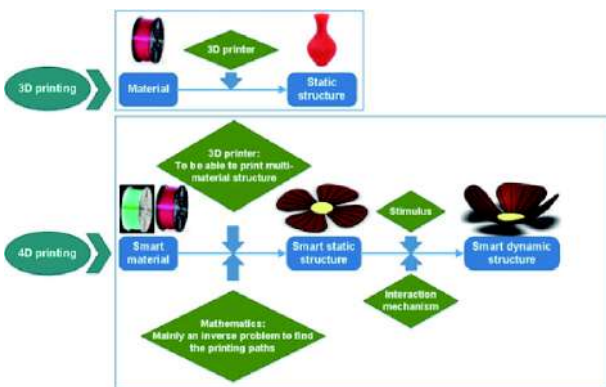 3D printing
3D printer
Material
Static
structure
4D printing
3D printer:
To be able to print multi-
material structure
Stimulus
Smart
material
Smart static
structure
Smart dynamic
structure
Interaction
mechanism
Mathematics:
Mainly an inverse problem to find
the printing paths